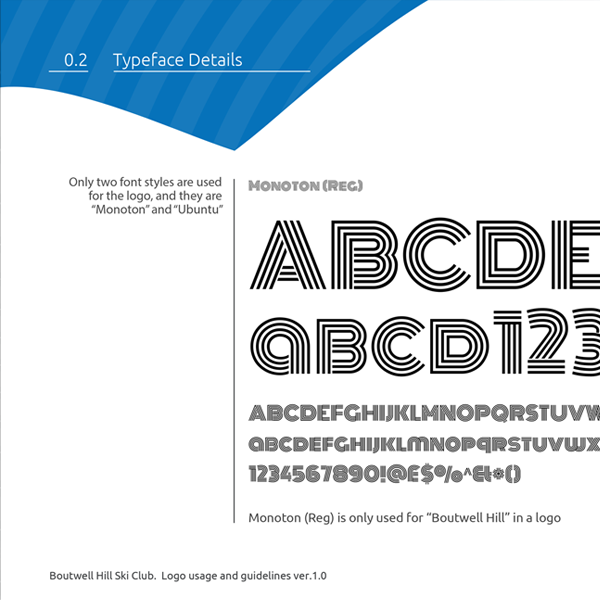 0.2 Typeface Details
Only two font styles are used
for the logo, and they are
“Monoton” and “Ubuntu”
Monoton (Reg)
ABCDE
aBCD123
ABCDEFGHIJKLMNOPQRSTUVW
aBCDEFGHIJKLmNOPqRSTUVWX
1234567890!@£$%^&*()
Monoton (Reg) is only used for “Boutwell Hill” in a logo
Boutwell Hill Ski Club. Logo usage and guidelines ver.1.0